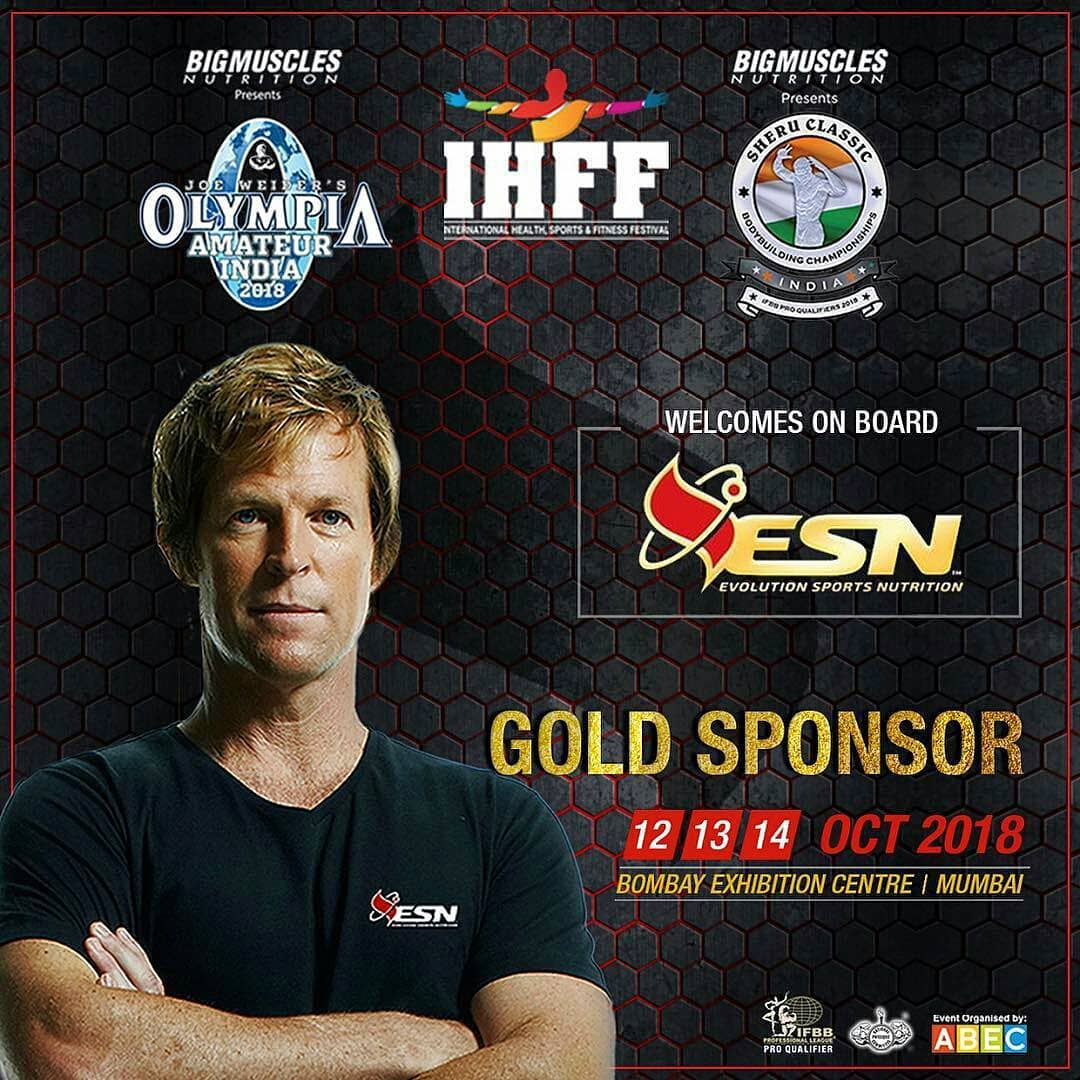 BIGMUSCLES
NUTRITION
Presents
JOE WEIDER'S
OLYMPIA
AMATEUR
INDIA
2018
IHFF
INTERNATIONAL HEALTH, SPORTS & FITNESS FESTIVAL
BIGMUSCLES
NUTRITION
Presents
SHERU CLASSIC
BODYBUILDING CHAMPIONSHIPS
INDIA
IFBB PRO QUALIFIERS 2018
WELCOMES ON BOARD
ESN™
EVOLUTION SPORTS NUTRITION
GOLD SPONSOR
12 13 14 OCT 2018
BOMBAY EXHIBITION CENTRE | MUMBAI
ESN
IFBB
PROFESSIONAL LEAGUE
PRO QUALIFIER
Event Organised by:
ABEC